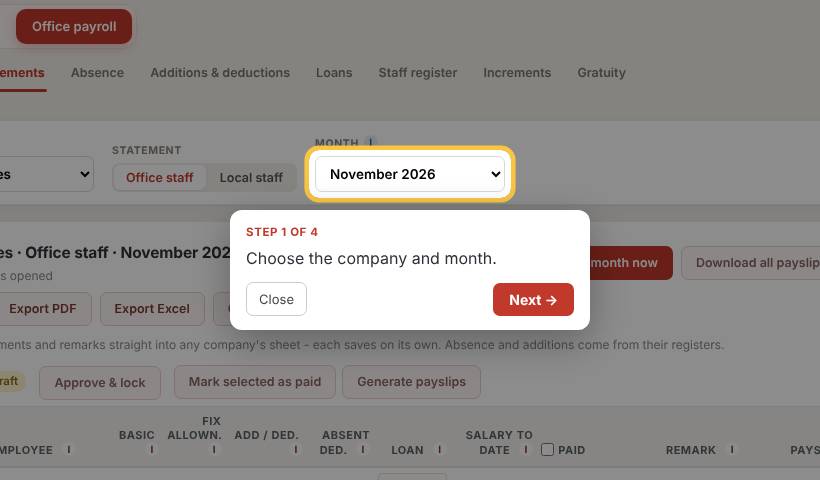 Office payroll
ements Absence Additions & deductions Loans Staff register Increments Gratuity
STATEMENT MONTH I
es Office staff Local staff November 2026
STEP 1 OF 4
Choose the company and month.
Close Next →
es · Office staff · November 202 month now Download all payslip
s opened
Export PDF Export Excel
ments and remarks straight into any company's sheet - each saves on its own. Absence and additions come from their registers.
raft Approve & lock Mark selected as paid Generate payslips
MPLOYEE I BASIC I FIX ALLOWN. I ADD / DED. I ABSENT DED. I LOAN I SALARY TO DATE I PAID REMARK I PAYS